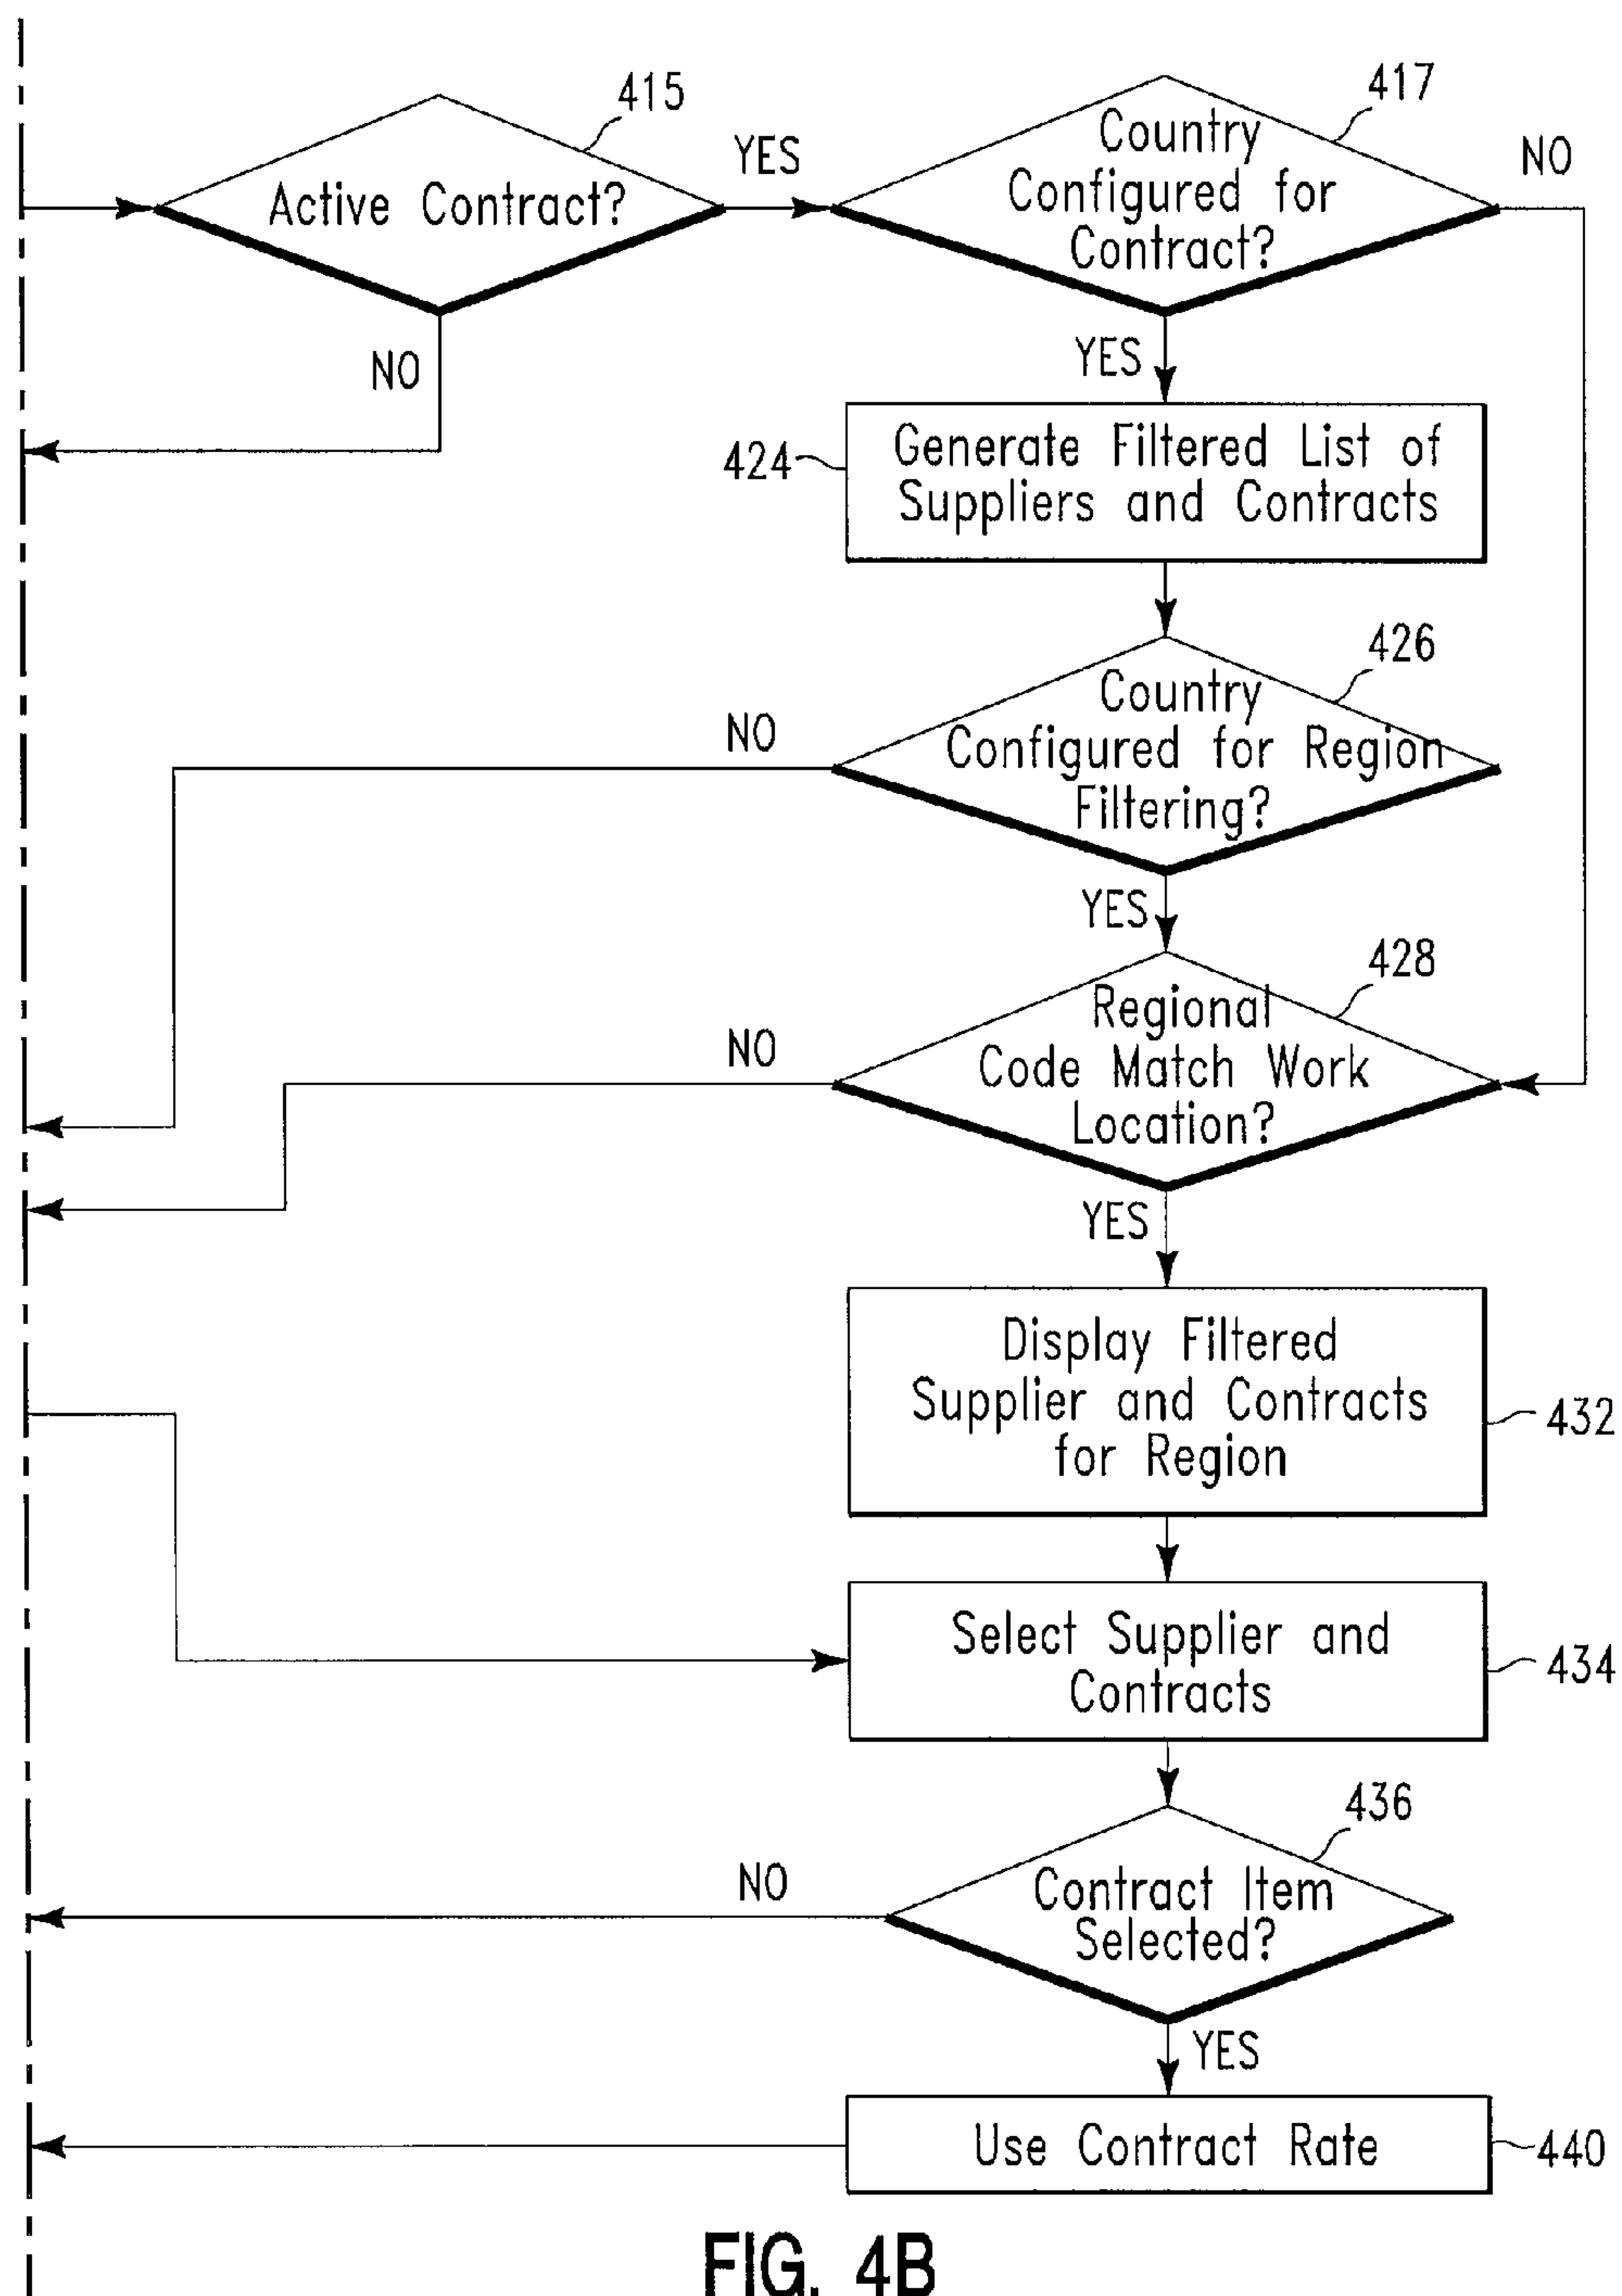 415
Active Contract?
YES
NO
417
Country
Configured for
Contract?
NO
YES
424
Generate Filtered List of
Suppliers and Contracts
426
Country
Configured for Region
Filtering?
NO
YES
428
Regional
Code Match Work
Location?
NO
YES
Display Filtered
Supplier and Contracts
for Region
432
Select Supplier and
Contracts
434
436
Contract Item
Selected?
NO
YES
Use Contract Rate
440
FIG. 4B